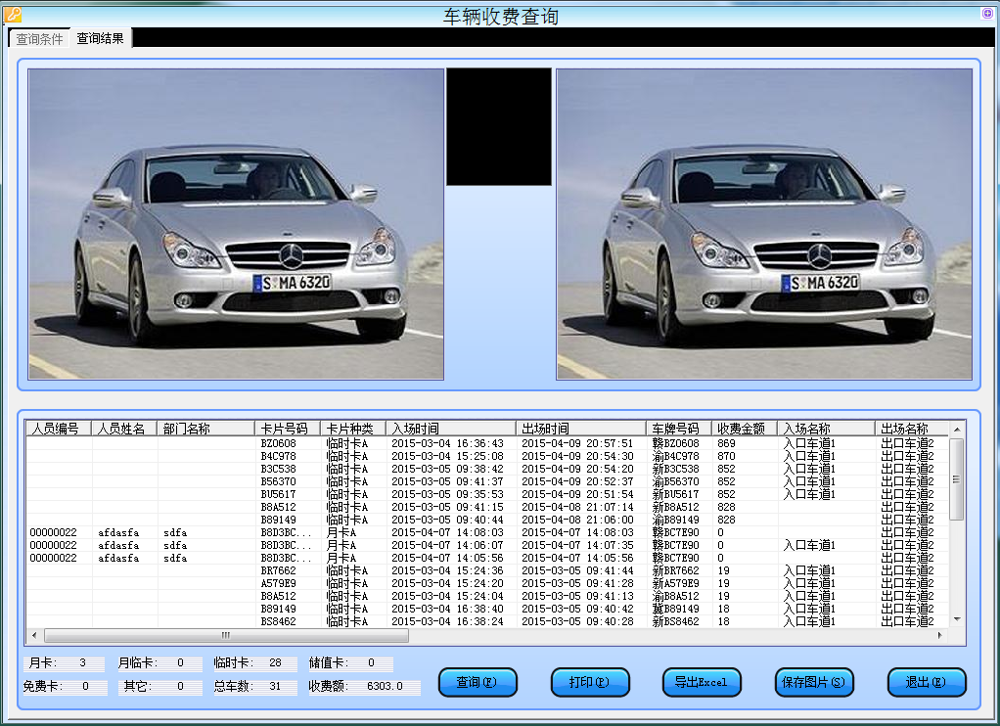 车辆收费查询
查询条件 查询结果
S MA 6320 S MA 6320
人员编号 人员姓名 部门名称 卡片号码 卡片种类 入场时间 出场时间 车牌号码 收费金额 入场名称 出场名称
BZ0608 临时卡A 2015-03-04 16:36:43 2015-04-09 20:57:51 赣BZ0608 869 入口车道1 出口车道2
B4C978 临时卡A 2015-03-04 15:25:08 2015-04-09 20:54:30 渝B4C978 870 入口车道1 出口车道2
B3C538 临时卡A 2015-03-05 09:38:42 2015-04-09 20:54:20 新B3C538 852 入口车道1 出口车道2
B56370 临时卡A 2015-03-05 09:41:37 2015-04-09 20:52:37 渝B56370 852 入口车道1 出口车道2
BU5617 临时卡A 2015-03-05 09:35:53 2015-04-09 20:51:54 新BU5617 852 入口车道1 出口车道2
B8A512 临时卡A 2015-03-05 09:41:15 2015-04-08 21:07:14 新B8A512 828 出口车道2
B89149 临时卡A 2015-03-05 09:40:44 2015-04-08 21:06:00 渝B89149 828 出口车道2
00000022 afdasfa sdfa B8D3BC... 月卡A 2015-04-07 14:08:03 2015-04-07 14:08:03 赣BC7E90 0 出口车道2
00000022 afdasfa sdfa B8D3BC... 月卡A 2015-04-07 14:06:07 2015-04-07 14:07:35 赣BC7E90 0 入口车道1 出口车道2
00000022 afdasfa sdfa B8D3BC... 月卡A 2015-04-07 14:05:56 2015-04-07 14:05:56 赣BC7E90 0 出口车道2
BR7662 临时卡A 2015-03-04 15:24:36 2015-03-05 09:41:44 新BR7662 19 入口车道1 出口车道2
A579E9 临时卡A 2015-03-04 15:24:20 2015-03-05 09:41:28 新A579E9 19 入口车道1 出口车道2
B8A512 临时卡A 2015-03-04 15:24:04 2015-03-05 09:41:13 渝B8A512 19 入口车道1 出口车道2
B89149 临时卡A 2015-03-04 16:38:40 2015-03-05 09:40:42 冀B89149 18 入口车道1 出口车道2
BS8462 临时卡A 2015-03-04 16:38:24 2015-03-05 09:40:28 新BS8462 18 入口车道1 出口车道2
月卡: 3 月临卡: 0 临时卡: 28 储值卡: 0
免费卡: 0 其它: 0 总车数: 31 收费额: 6303.0
查询(F) 打印(P) 导出Excel 保存图片(S) 退出(E)